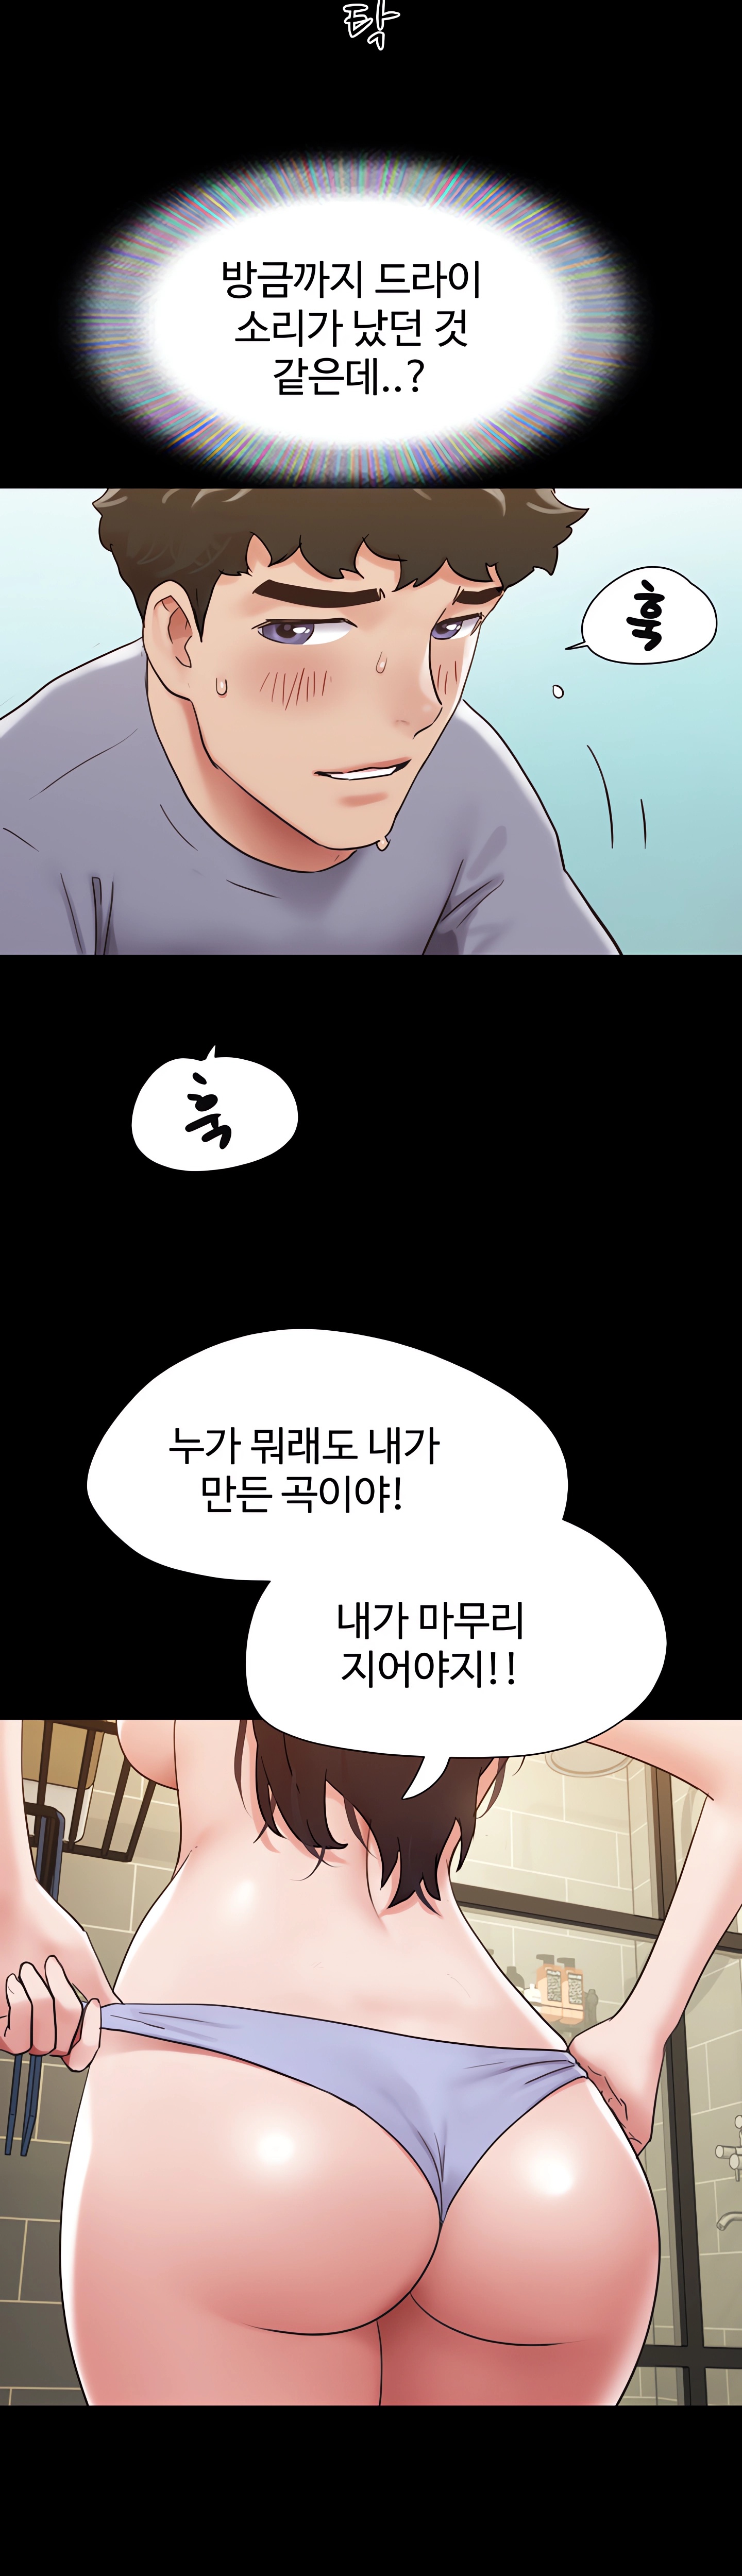 탁
방금까지 드라이
소리가 났던 것
같은데..?
훅
훅
누가 뭐래도 내가
만든 곡이야!
내가 마무리
지어야지!!